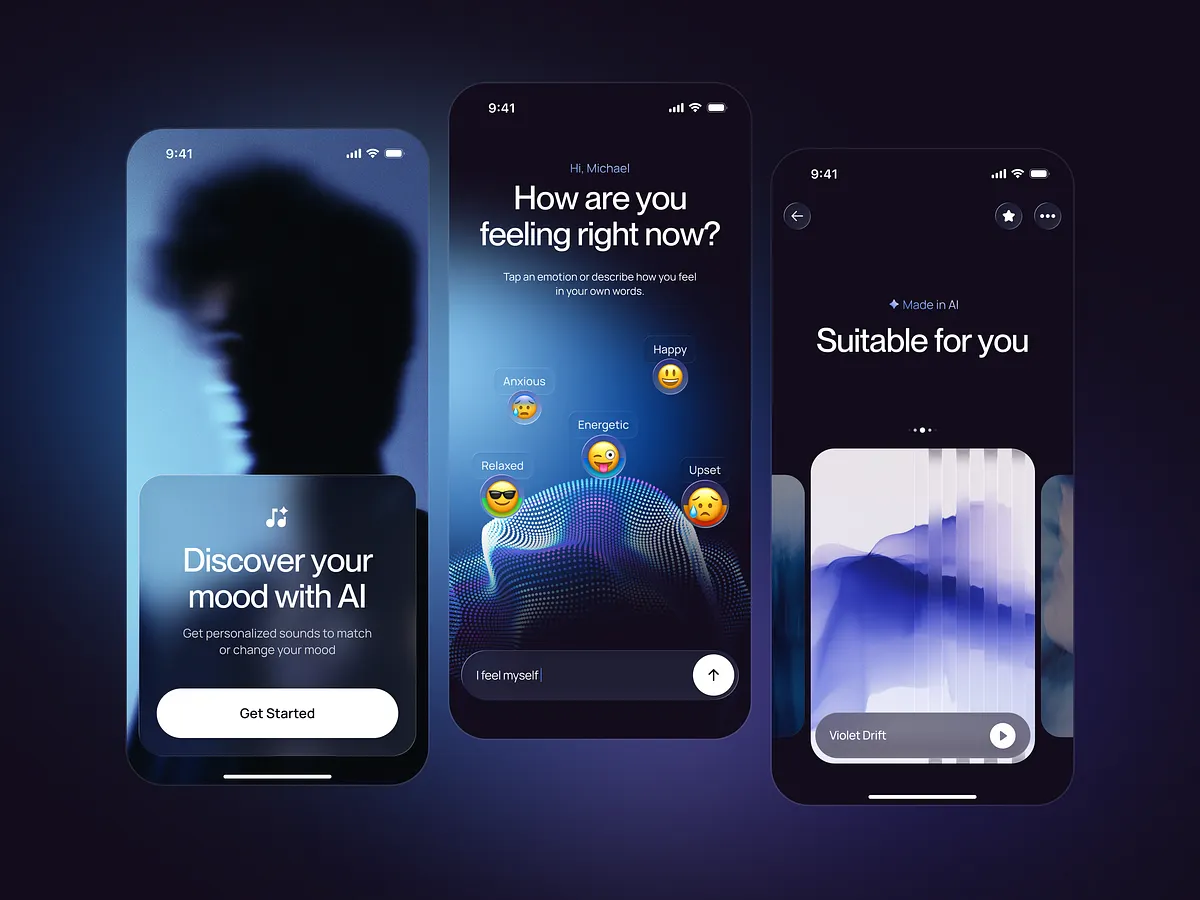 9:41
Discover your
mood with AI
Get personalized sounds to match
or change your mood
Get Started
9:41
Hi, Michael
How are you
feeling right now?
Tap an emotion or describe how you feel
in your own words.
Happy
Anxious
Energetic
Relaxed
Upset
I feel myself
9:41
Made in AI
Suitable for you
Violet Drift